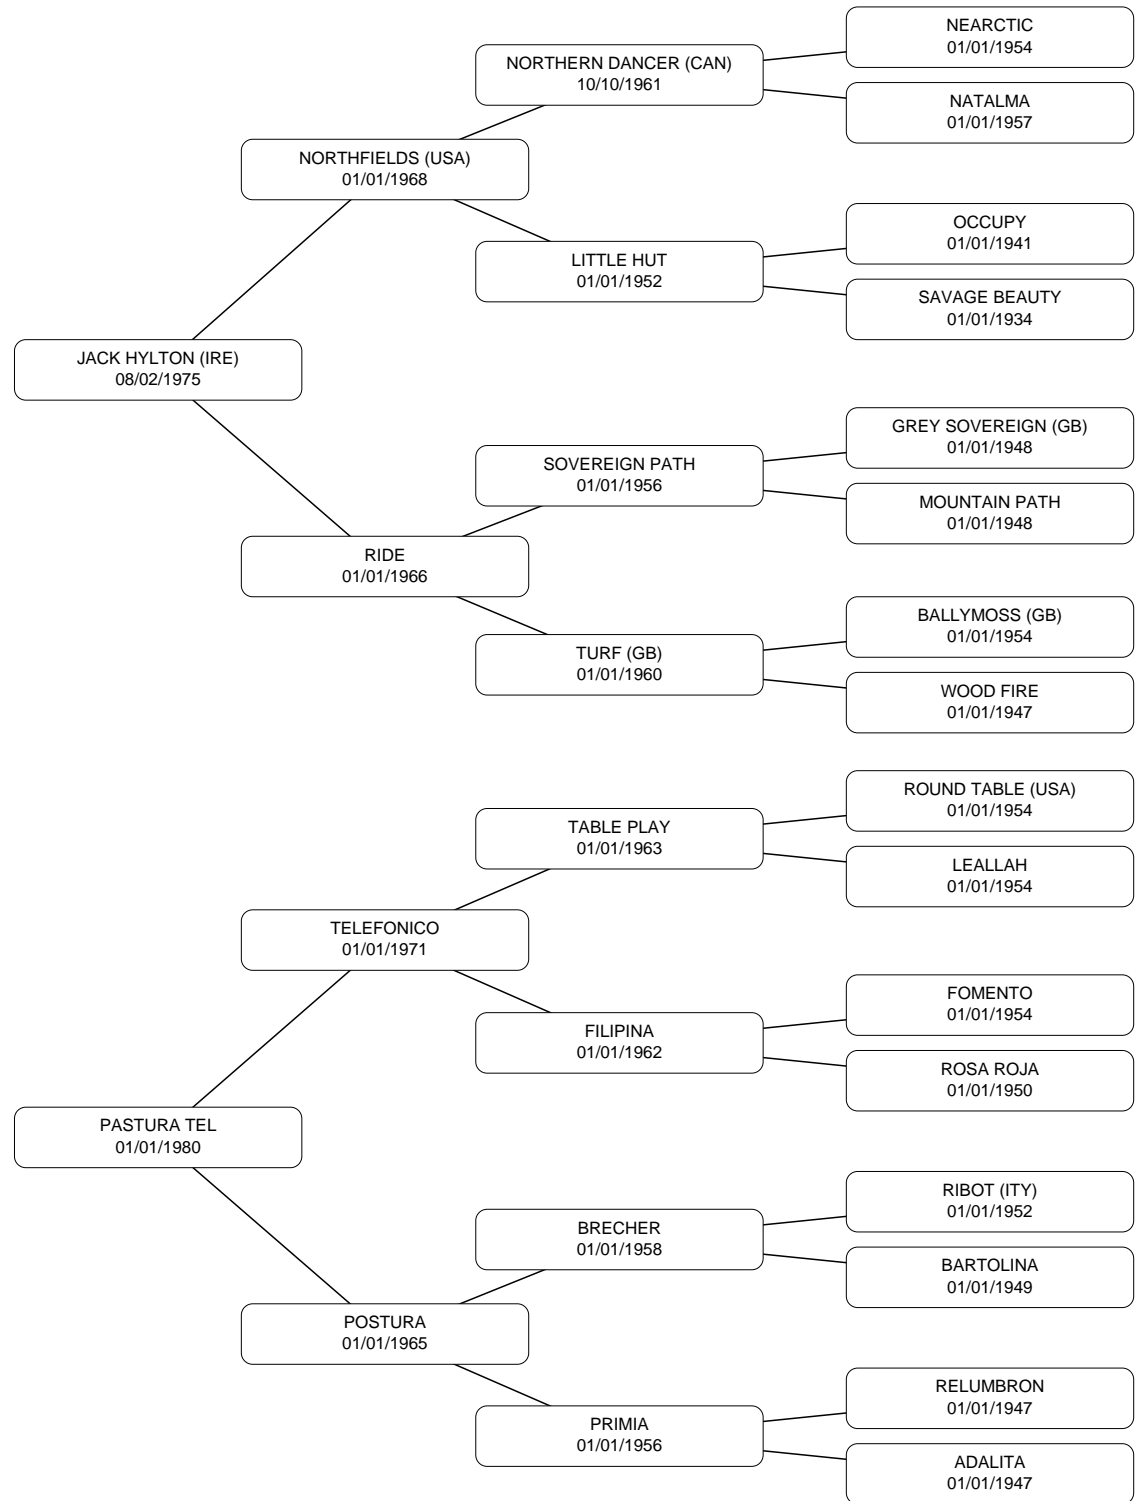 NEARCTIC
01/01/1954
NORTHERN DANCER (CAN)
10/10/1961
NATALMA
01/01/1957
NORTHFIELDS (USA)
01/01/1968
OCCUPY
01/01/1941
LITTLE HUT
01/01/1952
SAVAGE BEAUTY
01/01/1934
JACK HYLTON (IRE)
08/02/1975
GREY SOVEREIGN (GB)
01/01/1948
SOVEREIGN PATH
01/01/1956
MOUNTAIN PATH
01/01/1948
RIDE
01/01/1966
BALLYMOSS (GB)
01/01/1954
TURF (GB)
01/01/1960
WOOD FIRE
01/01/1947
ROUND TABLE (USA)
01/01/1954
TABLE PLAY
01/01/1963
LEALLAH
01/01/1954
TELEFONICO
01/01/1971
FOMENTO
01/01/1954
FILIPINA
01/01/1962
ROSA ROJA
01/01/1950
PASTURA TEL
01/01/1980
RIBOT (ITY)
01/01/1952
BRECHER
01/01/1958
BARTOLINA
01/01/1949
POSTURA
01/01/1965
RELUMBRON
01/01/1947
PRIMIA
01/01/1956
ADALITA
01/01/1947